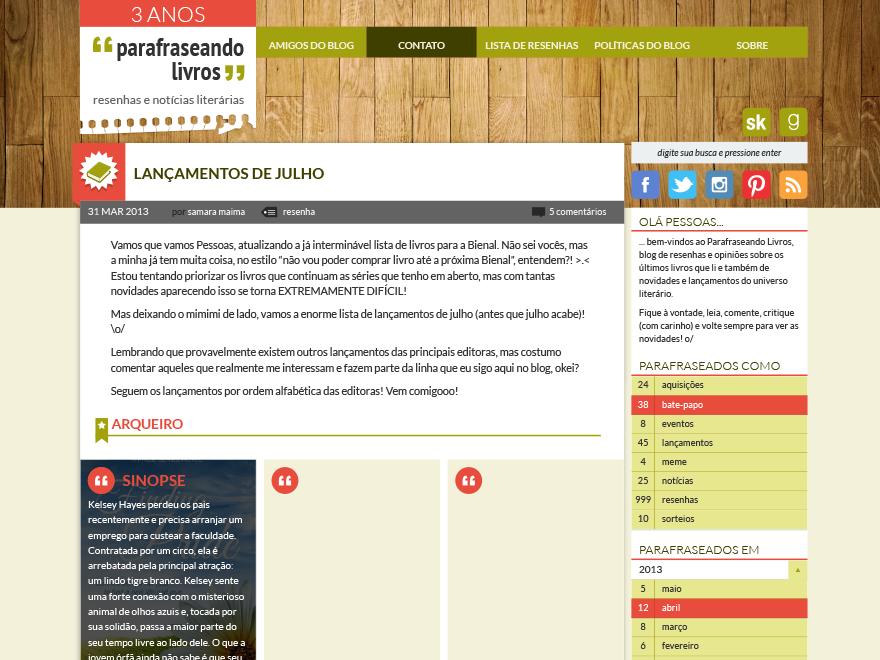 3 ANOS
parafraseando
livros
resenhas e notícias literárias
AMIGOS DO BLOG
CONTATO
LISTA DE RESENHAS
POLÍTICAS DO BLOG
SOBRE
sk
g
digite sua busca e pressione enter
LANÇAMENTOS DE JULHO
31 MAR 2013 por samara maima resenha 5 comentários
Vamos que vamos Pessoas, atualizando a já interminável lista de livros para a Bienal. Não sei vocês, mas
a minha já tem muita coisa, no estilo "não vou poder comprar livro até a próxima Bienal", entendem?! >.<
Estou tentando priorizar os livros que continuam as séries que tenho em aberto, mas com tantas
novidades aparecendo isso se torna EXTREMAMENTE DIFÍCIL!
Mas deixando o mimimi de lado, vamos a enorme lista de lançamentos de julho (antes que julho acabe)!
\o/
Lembrando que provavelmente existem outros lançamentos das principais editoras, mas costumo
comentar aqueles que realmente me interessam e fazem parte da linha que eu sigo aqui no blog, okei?
Seguem os lançamentos por ordem alfabética das editoras! Vem comigooo!
ARQUEIRO
SINOPSE
Kelsey Hayes perdeu os pais
recentemente e precisa arranjar um
emprego para custear a faculdade.
Contratada por um circo, ela é
arrebatada pela principal atração:
um lindo tigre branco. Kelsey sente
uma forte conexão com o misterioso
animal de olhos azuis e, tocada por
sua solidão, passa a maior parte do
seu tempo livre ao lado dele. O que a
jovem órfã ainda não sabe é que seu
OLÁ PESSOAS...
... bem-vindos ao Parafraseando Livros,
blog de resenhas e opiniões sobre os
últimos livros que li e também de
novidades e lançamentos do universo
literário.
Fique à vontade, leia, comente, critique
(com carinho) e volte sempre para ver as
novidades! o/
PARAFRASEADOS COMO
24 aquisições
38 bate-papo
8 eventos
45 lançamentos
4 meme
25 notícias
999 resenhas
10 sorteios
PARAFRASEADOS EM
2013
5 maio
12 abril
8 março
6 fevereiro